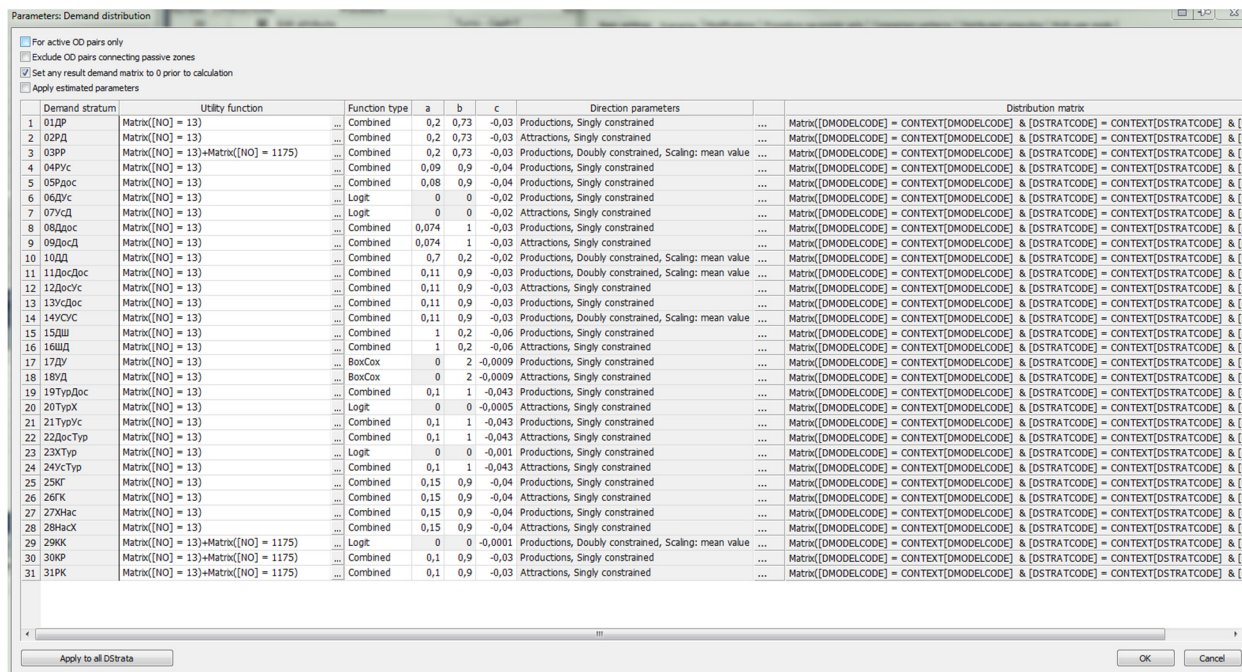 Parameters: Demand distribution
For active OD pairs only
Exclude OD pairs connecting passive zones
Set any result demand matrix to 0 prior to calculation
Apply estimated parameters
Demand stratum Utility function Function type a b c Direction parameters Distribution matrix
1 01ДР Matrix([NO] = 13) ... Combined 0,2 0,73 -0,03 Productions, Singly constrained ... Matrix([DMODELCODE] = CONTEXT[DMODELCODE] & [DSTRATCODE] = CONTEXT[DSTRATCODE] & [
2 02РД Matrix([NO] = 13) ... Combined 0,2 0,73 -0,03 Attractions, Singly constrained ... Matrix([DMODELCODE] = CONTEXT[DMODELCODE] & [DSTRATCODE] = CONTEXT[DSTRATCODE] & [
3 03РР Matrix([NO] = 13)+Matrix([NO] = 1175) ... Combined 0,2 0,73 -0,03 Productions, Doubly constrained, Scaling: mean value ... Matrix([DMODELCODE] = CONTEXT[DMODELCODE] & [DSTRATCODE] = CONTEXT[DSTRATCODE] & [
4 04РУс Matrix([NO] = 13) ... Combined 0,09 0,9 -0,04 Productions, Singly constrained ... Matrix([DMODELCODE] = CONTEXT[DMODELCODE] & [DSTRATCODE] = CONTEXT[DSTRATCODE] & [
5 05Рдос Matrix([NO] = 13) ... Combined 0,08 0,9 -0,04 Productions, Singly constrained ... Matrix([DMODELCODE] = CONTEXT[DMODELCODE] & [DSTRATCODE] = CONTEXT[DSTRATCODE] & [
6 06ДУс Matrix([NO] = 13) ... Logit 0 0 -0,02 Productions, Singly constrained ... Matrix([DMODELCODE] = CONTEXT[DMODELCODE] & [DSTRATCODE] = CONTEXT[DSTRATCODE] & [
7 07УсД Matrix([NO] = 13) ... Logit 0 0 -0,02 Attractions, Singly constrained ... Matrix([DMODELCODE] = CONTEXT[DMODELCODE] & [DSTRATCODE] = CONTEXT[DSTRATCODE] & [
8 08Ддос Matrix([NO] = 13) ... Combined 0,074 1 -0,03 Productions, Singly constrained ... Matrix([DMODELCODE] = CONTEXT[DMODELCODE] & [DSTRATCODE] = CONTEXT[DSTRATCODE] & [
9 09ДосД Matrix([NO] = 13) ... Combined 0,074 1 -0,03 Attractions, Singly constrained ... Matrix([DMODELCODE] = CONTEXT[DMODELCODE] & [DSTRATCODE] = CONTEXT[DSTRATCODE] & [
10 10ДД Matrix([NO] = 13) ... Combined 0,7 0,2 -0,02 Productions, Doubly constrained, Scaling: mean value ... Matrix([DMODELCODE] = CONTEXT[DMODELCODE] & [DSTRATCODE] = CONTEXT[DSTRATCODE] & [
11 11ДосДос Matrix([NO] = 13) ... Combined 0,11 0,9 -0,03 Productions, Doubly constrained, Scaling: mean value ... Matrix([DMODELCODE] = CONTEXT[DMODELCODE] & [DSTRATCODE] = CONTEXT[DSTRATCODE] & [
12 12ДосУс Matrix([NO] = 13) ... Combined 0,11 0,9 -0,03 Attractions, Singly constrained ... Matrix([DMODELCODE] = CONTEXT[DMODELCODE] & [DSTRATCODE] = CONTEXT[DSTRATCODE] & [
13 13УсДос Matrix([NO] = 13) ... Combined 0,11 0,9 -0,03 Productions, Singly constrained ... Matrix([DMODELCODE] = CONTEXT[DMODELCODE] & [DSTRATCODE] = CONTEXT[DSTRATCODE] & [
14 14УСУС Matrix([NO] = 13) ... Combined 0,11 0,9 -0,03 Productions, Doubly constrained, Scaling: mean value ... Matrix([DMODELCODE] = CONTEXT[DMODELCODE] & [DSTRATCODE] = CONTEXT[DSTRATCODE] & [
15 15ДШ Matrix([NO] = 13) ... Combined 1 0,2 -0,06 Productions, Singly constrained ... Matrix([DMODELCODE] = CONTEXT[DMODELCODE] & [DSTRATCODE] = CONTEXT[DSTRATCODE] & [
16 16ШД Matrix([NO] = 13) ... Combined 1 0,2 -0,06 Attractions, Singly constrained ... Matrix([DMODELCODE] = CONTEXT[DMODELCODE] & [DSTRATCODE] = CONTEXT[DSTRATCODE] & [
17 17ДУ Matrix([NO] = 13) ... BoxCox 0 2 -0,0009 Productions, Singly constrained ... Matrix([DMODELCODE] = CONTEXT[DMODELCODE] & [DSTRATCODE] = CONTEXT[DSTRATCODE] & [
18 18УД Matrix([NO] = 13) ... BoxCox 0 2 -0,0009 Attractions, Singly constrained ... Matrix([DMODELCODE] = CONTEXT[DMODELCODE] & [DSTRATCODE] = CONTEXT[DSTRATCODE] & [
19 19ТурДос Matrix([NO] = 13) ... Combined 0,1 1 -0,043 Productions, Singly constrained ... Matrix([DMODELCODE] = CONTEXT[DMODELCODE] & [DSTRATCODE] = CONTEXT[DSTRATCODE] & [
20 20ТурХ Matrix([NO] = 13) ... Logit 0 0 -0,0005 Attractions, Singly constrained ... Matrix([DMODELCODE] = CONTEXT[DMODELCODE] & [DSTRATCODE] = CONTEXT[DSTRATCODE] & [
21 21ТурУс Matrix([NO] = 13) ... Combined 0,1 1 -0,043 Productions, Singly constrained ... Matrix([DMODELCODE] = CONTEXT[DMODELCODE] & [DSTRATCODE] = CONTEXT[DSTRATCODE] & [
22 22ДосТур Matrix([NO] = 13) ... Combined 0,1 1 -0,043 Attractions, Singly constrained ... Matrix([DMODELCODE] = CONTEXT[DMODELCODE] & [DSTRATCODE] = CONTEXT[DSTRATCODE] & [
23 23ХТур Matrix([NO] = 13) ... Logit 0 0 -0,001 Productions, Singly constrained ... Matrix([DMODELCODE] = CONTEXT[DMODELCODE] & [DSTRATCODE] = CONTEXT[DSTRATCODE] & [
24 24УсТур Matrix([NO] = 13) ... Combined 0,1 1 -0,043 Attractions, Singly constrained ... Matrix([DMODELCODE] = CONTEXT[DMODELCODE] & [DSTRATCODE] = CONTEXT[DSTRATCODE] & [
25 25КГ Matrix([NO] = 13) ... Combined 0,15 0,9 -0,04 Productions, Singly constrained ... Matrix([DMODELCODE] = CONTEXT[DMODELCODE] & [DSTRATCODE] = CONTEXT[DSTRATCODE] & [
26 26ГК Matrix([NO] = 13) ... Combined 0,15 0,9 -0,04 Attractions, Singly constrained ... Matrix([DMODELCODE] = CONTEXT[DMODELCODE] & [DSTRATCODE] = CONTEXT[DSTRATCODE] & [
27 27ХНас Matrix([NO] = 13) ... Combined 0,15 0,9 -0,04 Productions, Singly constrained ... Matrix([DMODELCODE] = CONTEXT[DMODELCODE] & [DSTRATCODE] = CONTEXT[DSTRATCODE] & [
28 28НасХ Matrix([NO] = 13) ... Combined 0,15 0,9 -0,04 Attractions, Singly constrained ... Matrix([DMODELCODE] = CONTEXT[DMODELCODE] & [DSTRATCODE] = CONTEXT[DSTRATCODE] & [
29 29КК Matrix([NO] = 13)+Matrix([NO] = 1175) ... Logit 0 0 -0,0001 Productions, Doubly constrained, Scaling: mean value ... Matrix([DMODELCODE] = CONTEXT[DMODELCODE] & [DSTRATCODE] = CONTEXT[DSTRATCODE] & [
30 30КР Matrix([NO] = 13)+Matrix([NO] = 1175) ... Combined 0,1 0,9 -0,03 Productions, Singly constrained ... Matrix([DMODELCODE] = CONTEXT[DMODELCODE] & [DSTRATCODE] = CONTEXT[DSTRATCODE] & [
31 31РК Matrix([NO] = 13)+Matrix([NO] = 1175) ... Combined 0,1 0,9 -0,03 Attractions, Singly constrained ... Matrix([DMODELCODE] = CONTEXT[DMODELCODE] & [DSTRATCODE] = CONTEXT[DSTRATCODE] & [
Apply to all DStrata OK Cancel